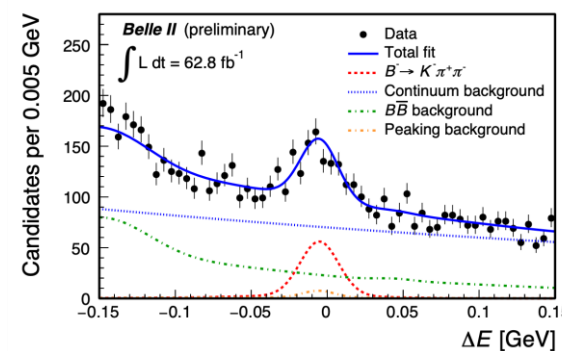 Belle II (preliminary)
∫ L dt = 62.8 fb⁻¹
Data
Total fit
B⁻→ K⁻π⁺π⁻
Continuum background
BB̅ background
Peaking background
Candidates per 0.005 GeV
250
200
150
100
50
0
−0.15 −0.1 −0.05 0 0.05 0.1 0.15
ΔE [GeV]